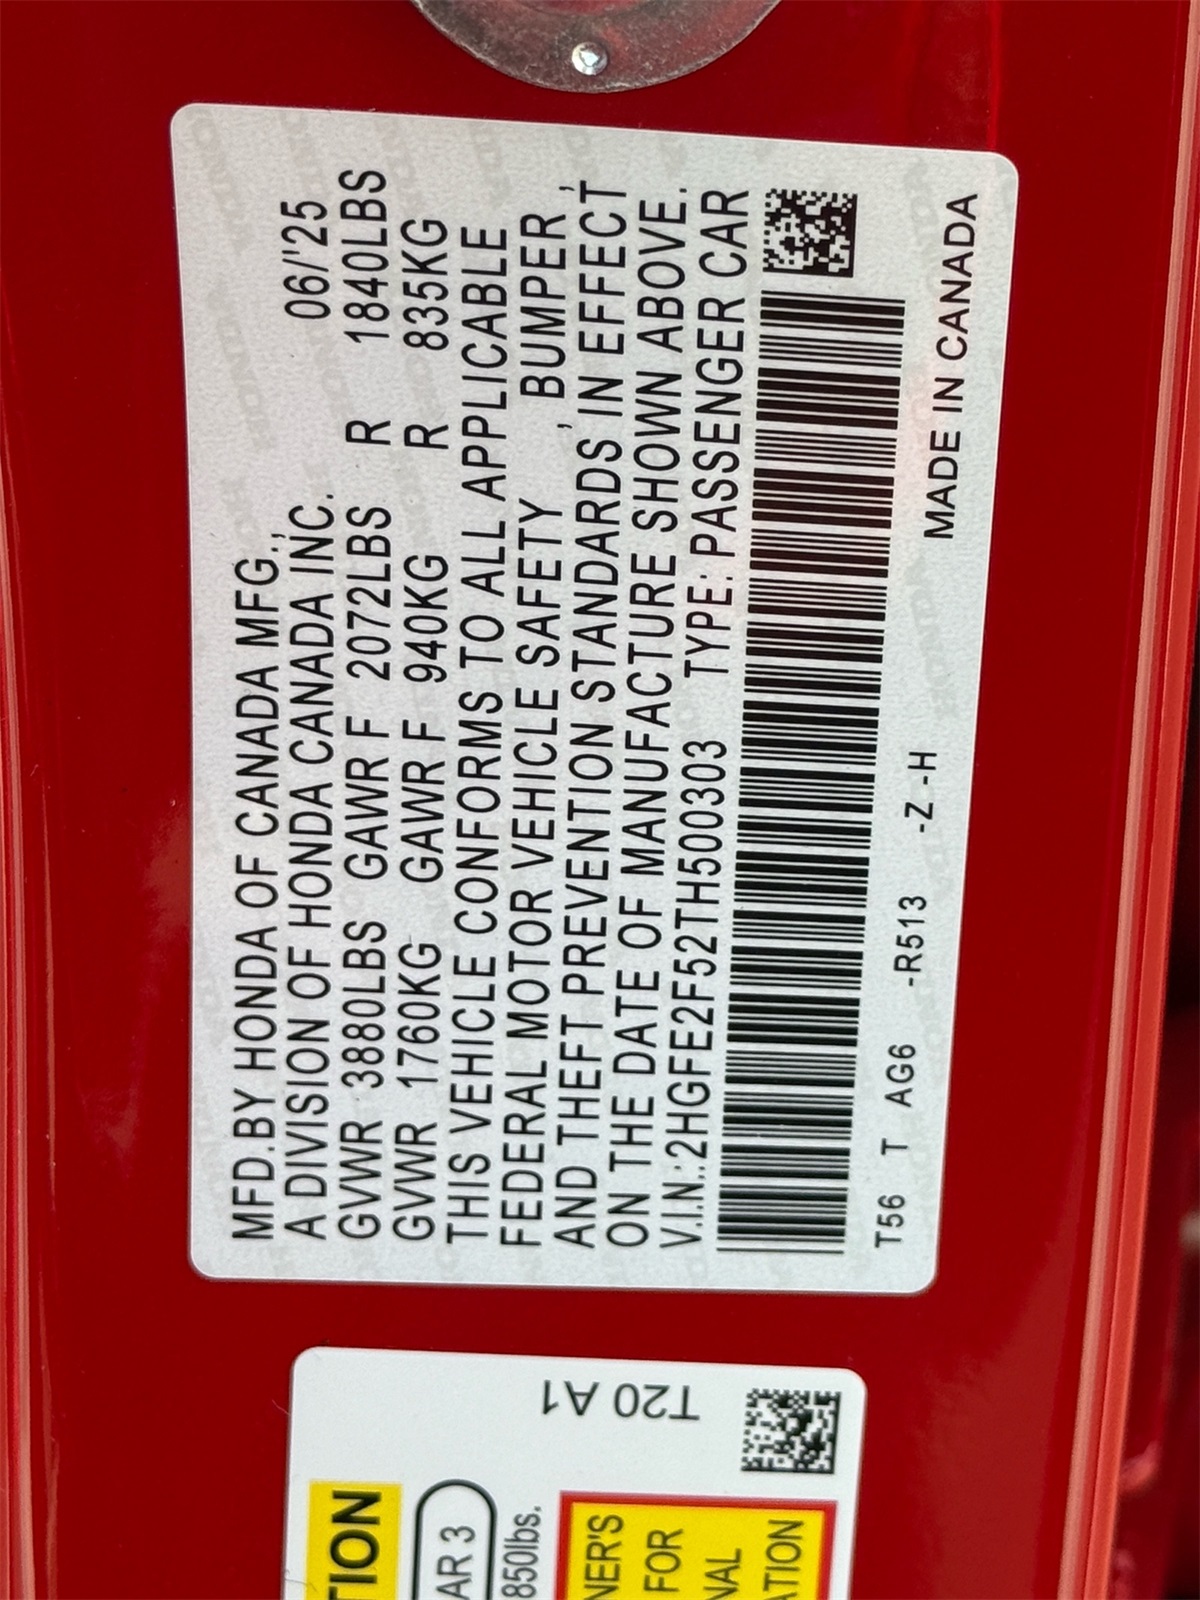 MFD.BY HONDA OF CANADA MFG.,
A DIVISION OF HONDA CANADA INC. 06/'25
GVWR 3880LBS GAWR F 2072LBS R 1840LBS
GVWR 1760KG GAWR F 940KG R 835KG
THIS VEHICLE CONFORMS TO ALL APPLICABLE
FEDERAL MOTOR VEHICLE SAFETY , BUMPER ,
AND THEFT PREVENTION STANDARDS IN EFFECT
ON THE DATE OF MANUFACTURE SHOWN ABOVE.
V.I.N.:2HGFE2F52TH500303 TYPE: PASSENGER CAR
T56 T AG6 -R513 -Z -H MADE IN CANADA
T20 A1
TION
AR 3
850lbs.
NER'S
FOR
NAL
ATION